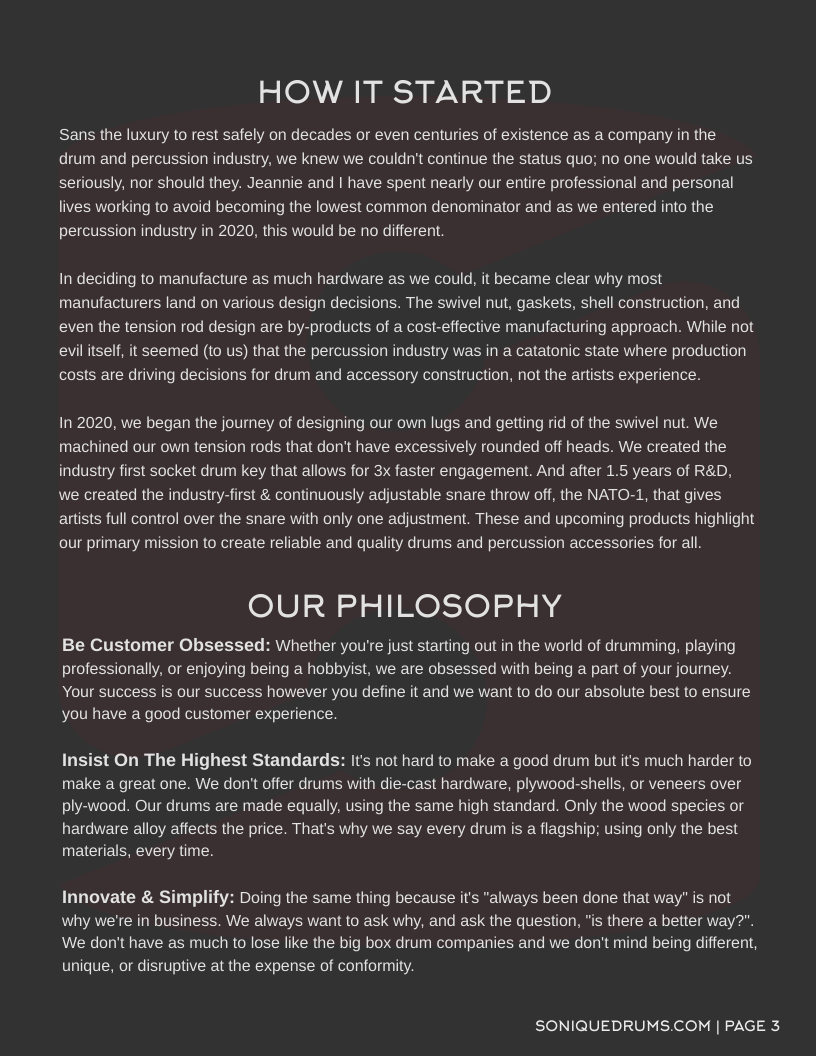 HOW IT STARTED
Sans the luxury to rest safely on decades or even centuries of existence as a company in the
drum and percussion industry, we knew we couldn't continue the status quo; no one would take us
seriously, nor should they. Jeannie and I have spent nearly our entire professional and personal
lives working to avoid becoming the lowest common denominator and as we entered into the
percussion industry in 2020, this would be no different.
In deciding to manufacture as much hardware as we could, it became clear why most
manufacturers land on various design decisions. The swivel nut, gaskets, shell construction, and
even the tension rod design are by-products of a cost-effective manufacturing approach. While not
evil itself, it seemed (to us) that the percussion industry was in a catatonic state where production
costs are driving decisions for drum and accessory construction, not the artists experience.
In 2020, we began the journey of designing our own lugs and getting rid of the swivel nut. We
machined our own tension rods that don't have excessively rounded off heads. We created the
industry first socket drum key that allows for 3x faster engagement. And after 1.5 years of R&D,
we created the industry-first & continuously adjustable snare throw off, the NATO-1, that gives
artists full control over the snare with only one adjustment. These and upcoming products highlight
our primary mission to create reliable and quality drums and percussion accessories for all.
OUR PHILOSOPHY
Be Customer Obsessed: Whether you're just starting out in the world of drumming, playing
professionally, or enjoying being a hobbyist, we are obsessed with being a part of your journey.
Your success is our success however you define it and we want to do our absolute best to ensure
you have a good customer experience.
Insist On The Highest Standards: It's not hard to make a good drum but it's much harder to
make a great one. We don't offer drums with die-cast hardware, plywood-shells, or veneers over
ply-wood. Our drums are made equally, using the same high standard. Only the wood species or
hardware alloy affects the price. That's why we say every drum is a flagship; using only the best
materials, every time.
Innovate & Simplify: Doing the same thing because it's "always been done that way" is not
why we're in business. We always want to ask why, and ask the question, "is there a better way?".
We don't have as much to lose like the big box drum companies and we don't mind being different,
unique, or disruptive at the expense of conformity.
SONIQUEDRUMS.COM | PAGE 3